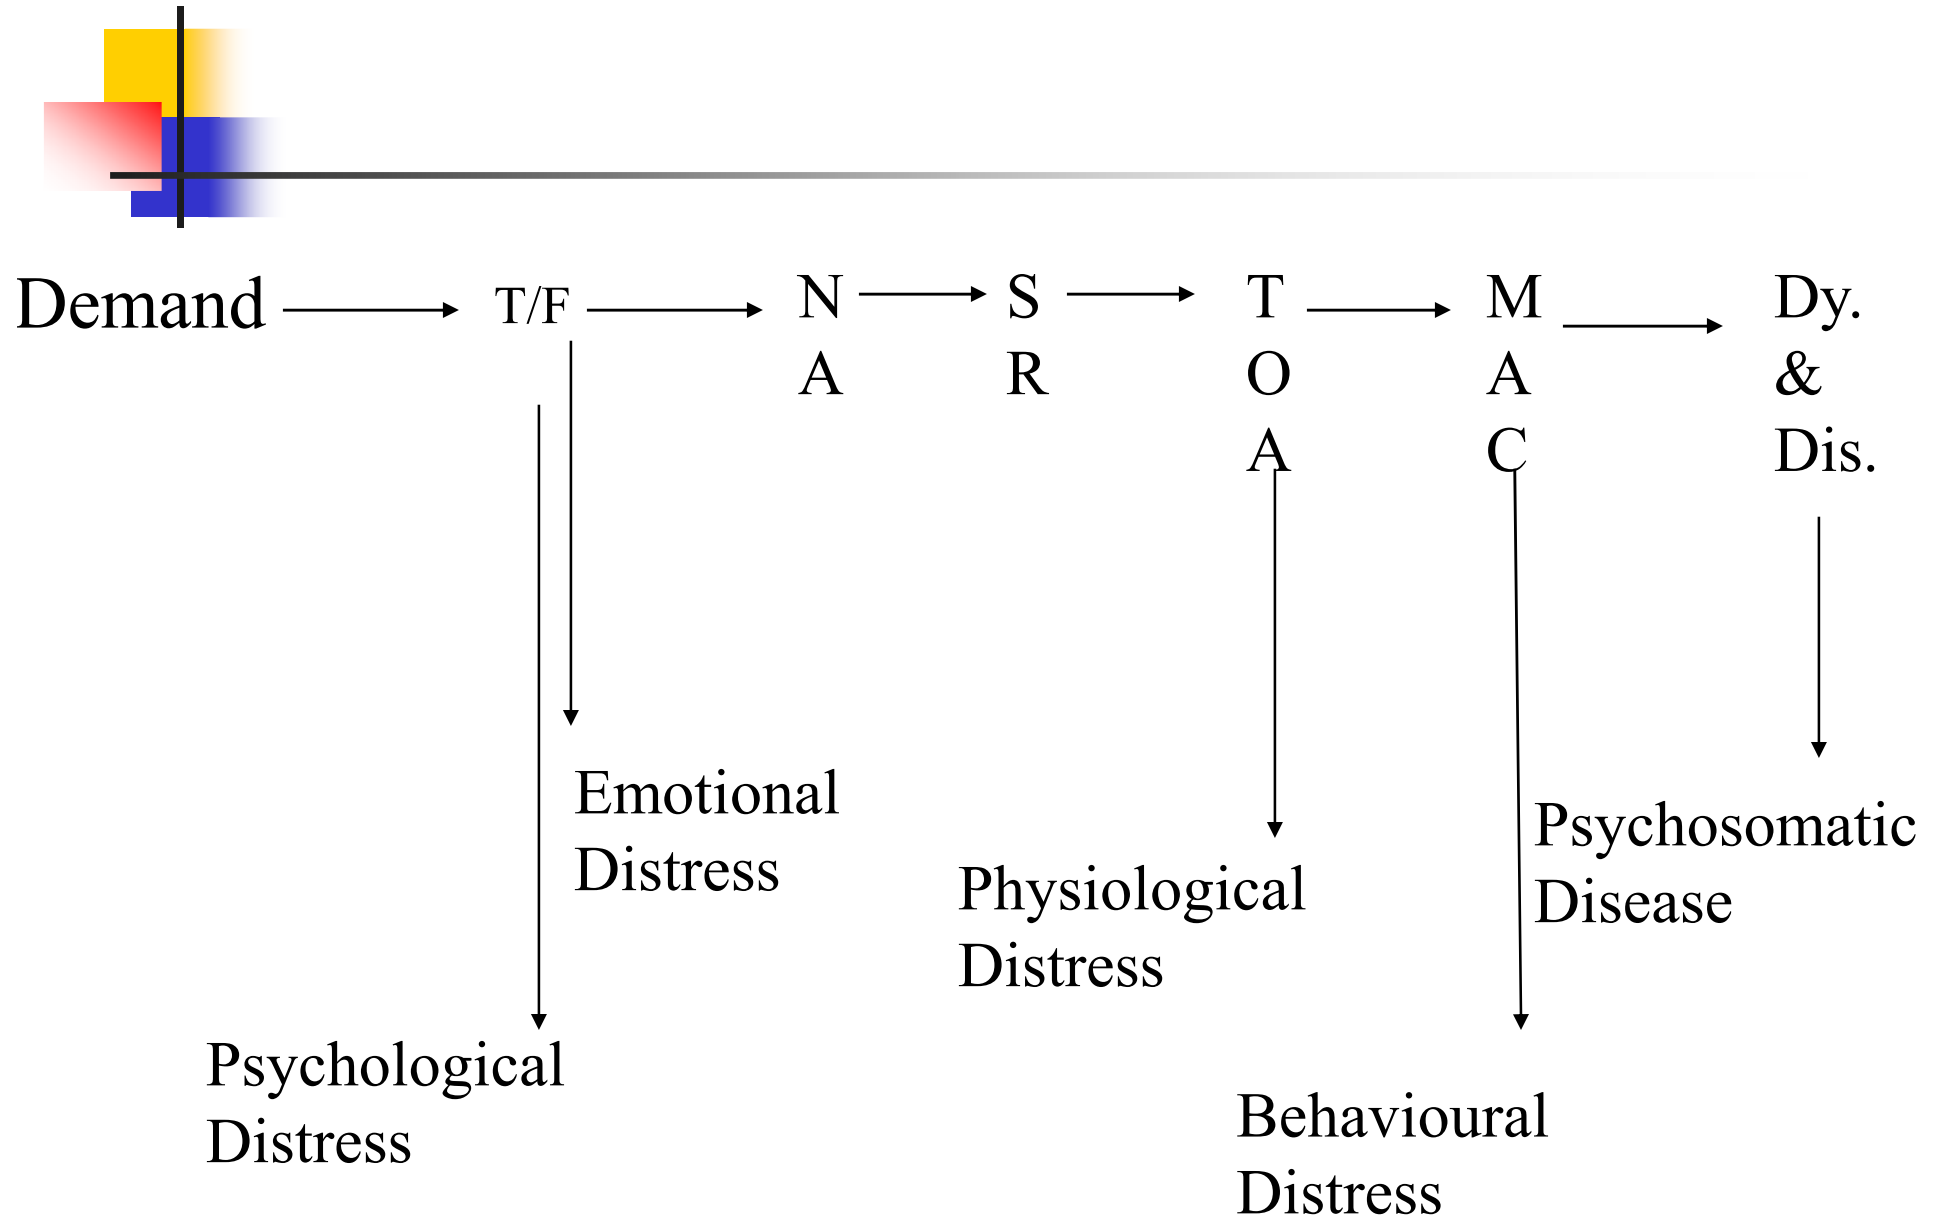 Demand
T/F
N
A
S
R
T
O
A
M
A
C
Dy.
&
Dis.
Emotional
Distress
Psychological
Distress
Physiological
Distress
Psychosomatic
Disease
Behavioural
Distress